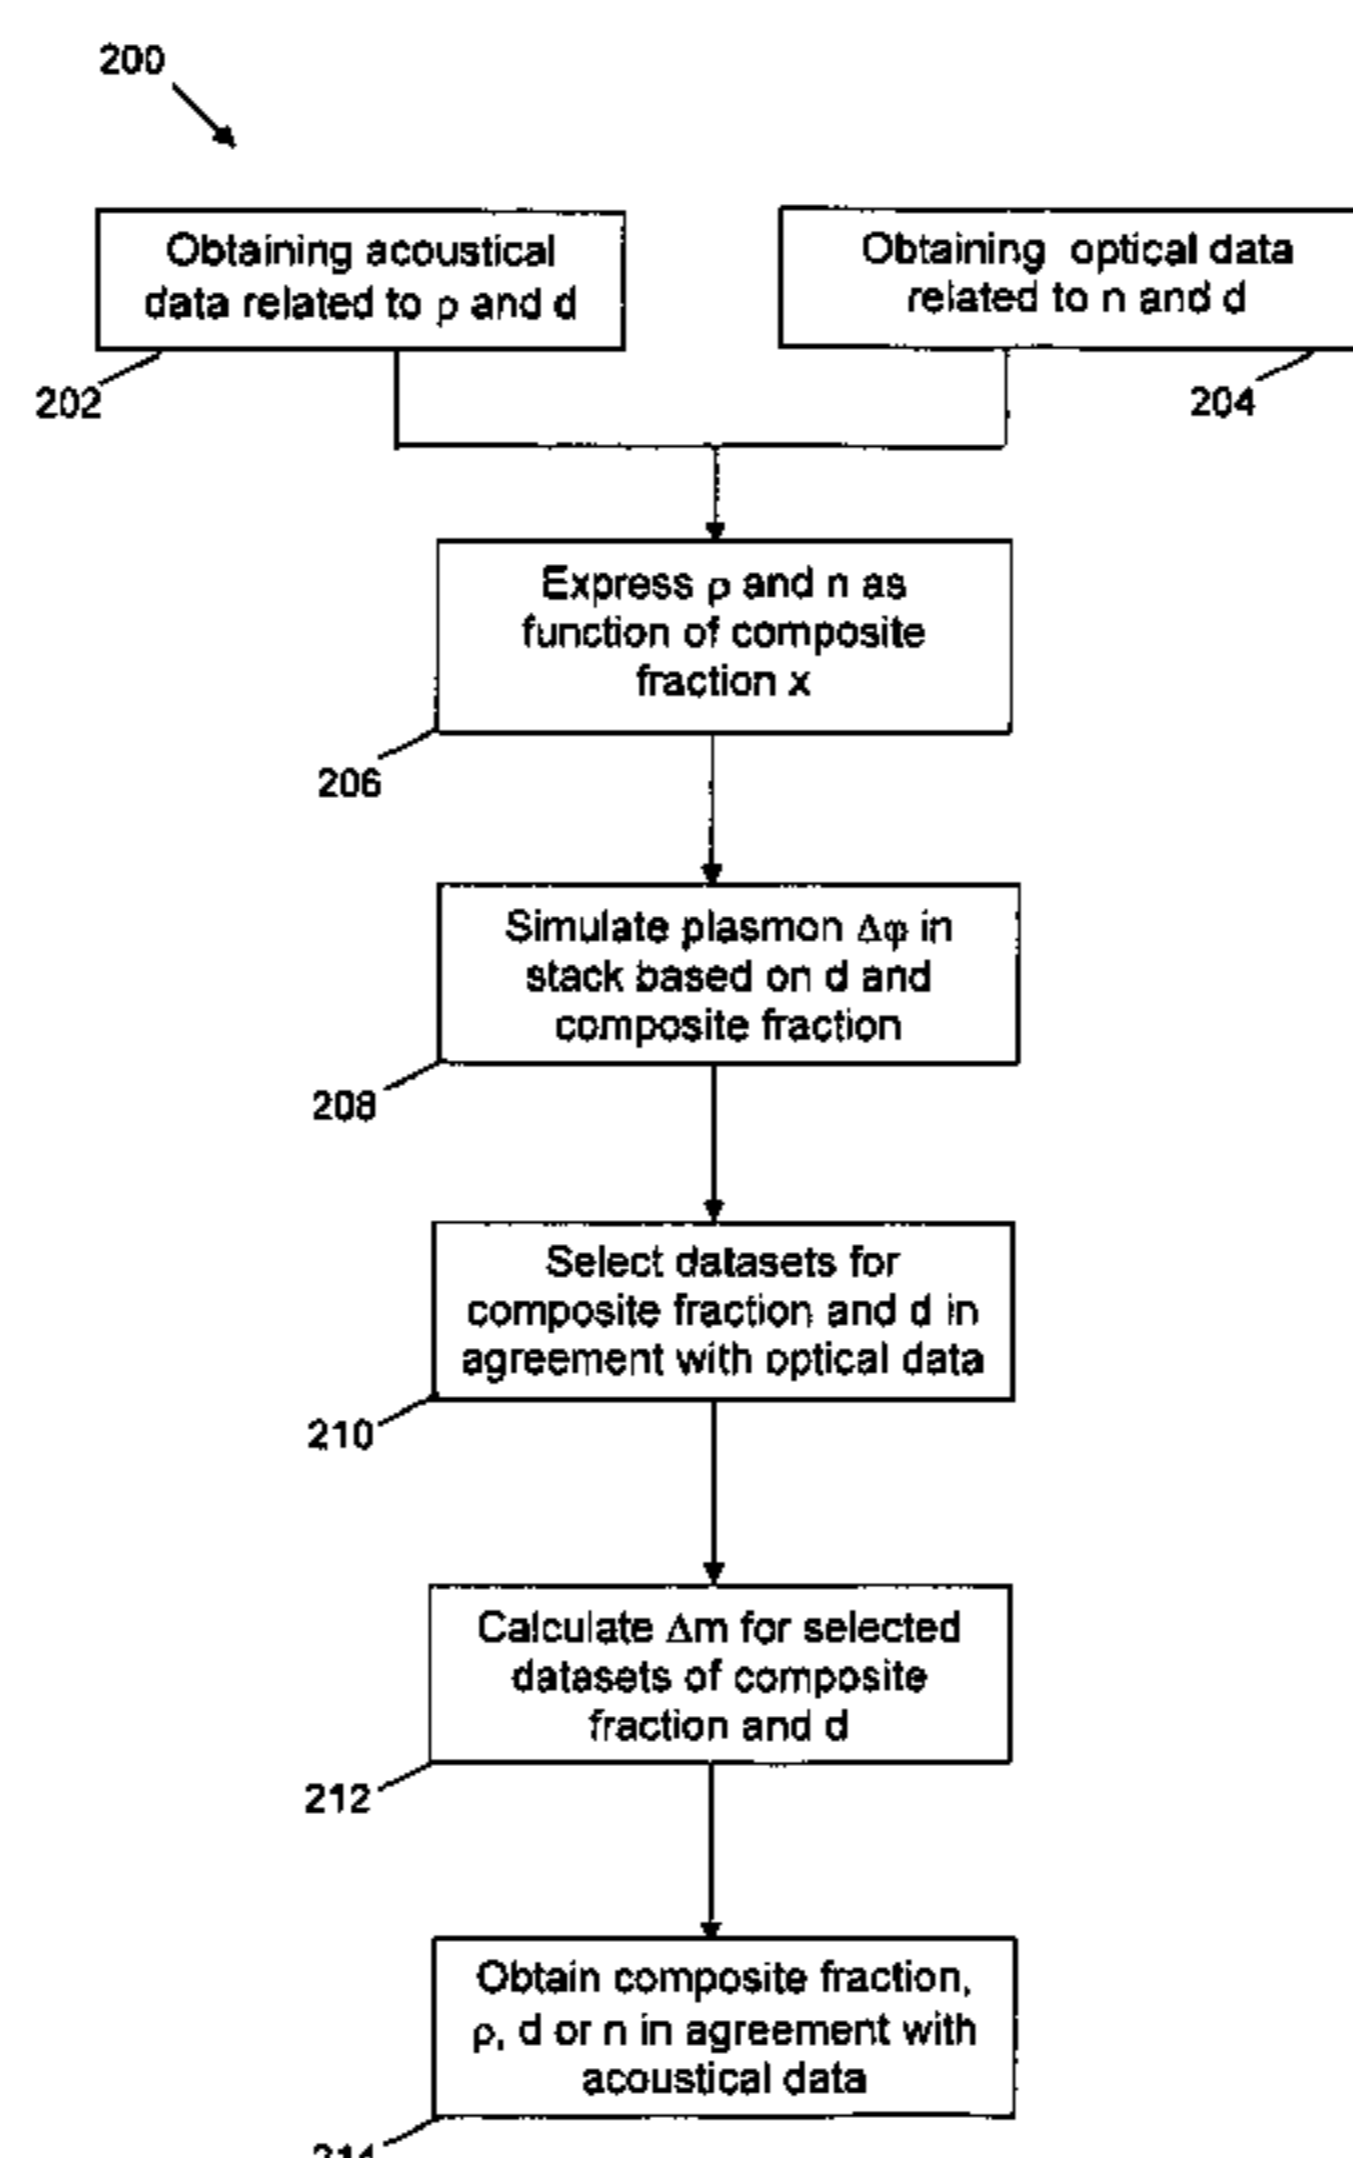 200
Obtaining acoustical
data related to ρ and d
202
Obtaining optical data
related to n and d
204
Express ρ and n as
function of composite
fraction x
206
Simulate plasmon Δφ in
stack based on d and
composite fraction
208
Select datasets for
composite fraction and d in
agreement with optical data
210
Calculate Δm for selected
datasets of composite
fraction and d
212
Obtain composite fraction,
ρ, d or n in agreement with
acoustical data